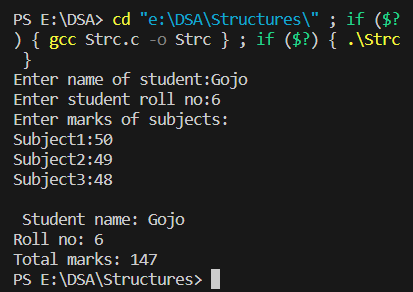 PS E:\DSA> cd "e:\DSA\Structures\" ; if ($?
) { gcc Strc.c -o Strc } ; if ($?) { .\Strc
 }
Enter name of student:Gojo
Enter student roll no:6
Enter marks of subjects:
Subject1:50
Subject2:49
Subject3:48

 Student name: Gojo
Roll no: 6
Total marks: 147
PS E:\DSA\Structures>